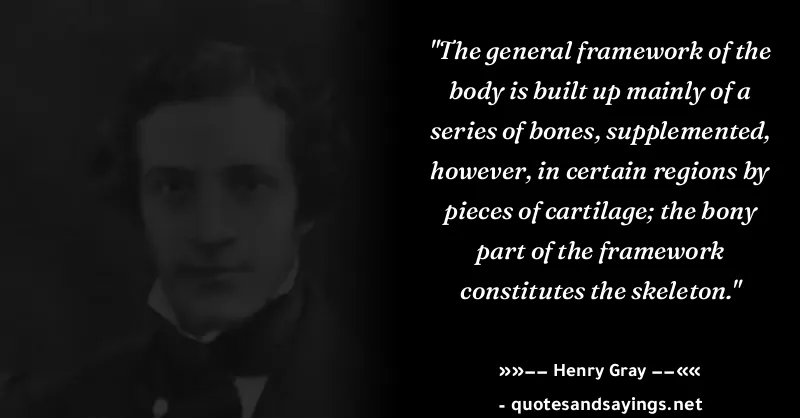 "The general framework of the
body is built up mainly of a
series of bones, supplemented,
however, in certain regions by
pieces of cartilage; the bony
part of the framework
constitutes the skeleton."
»»−− Henry Gray −−««
- quotesandsayings.net